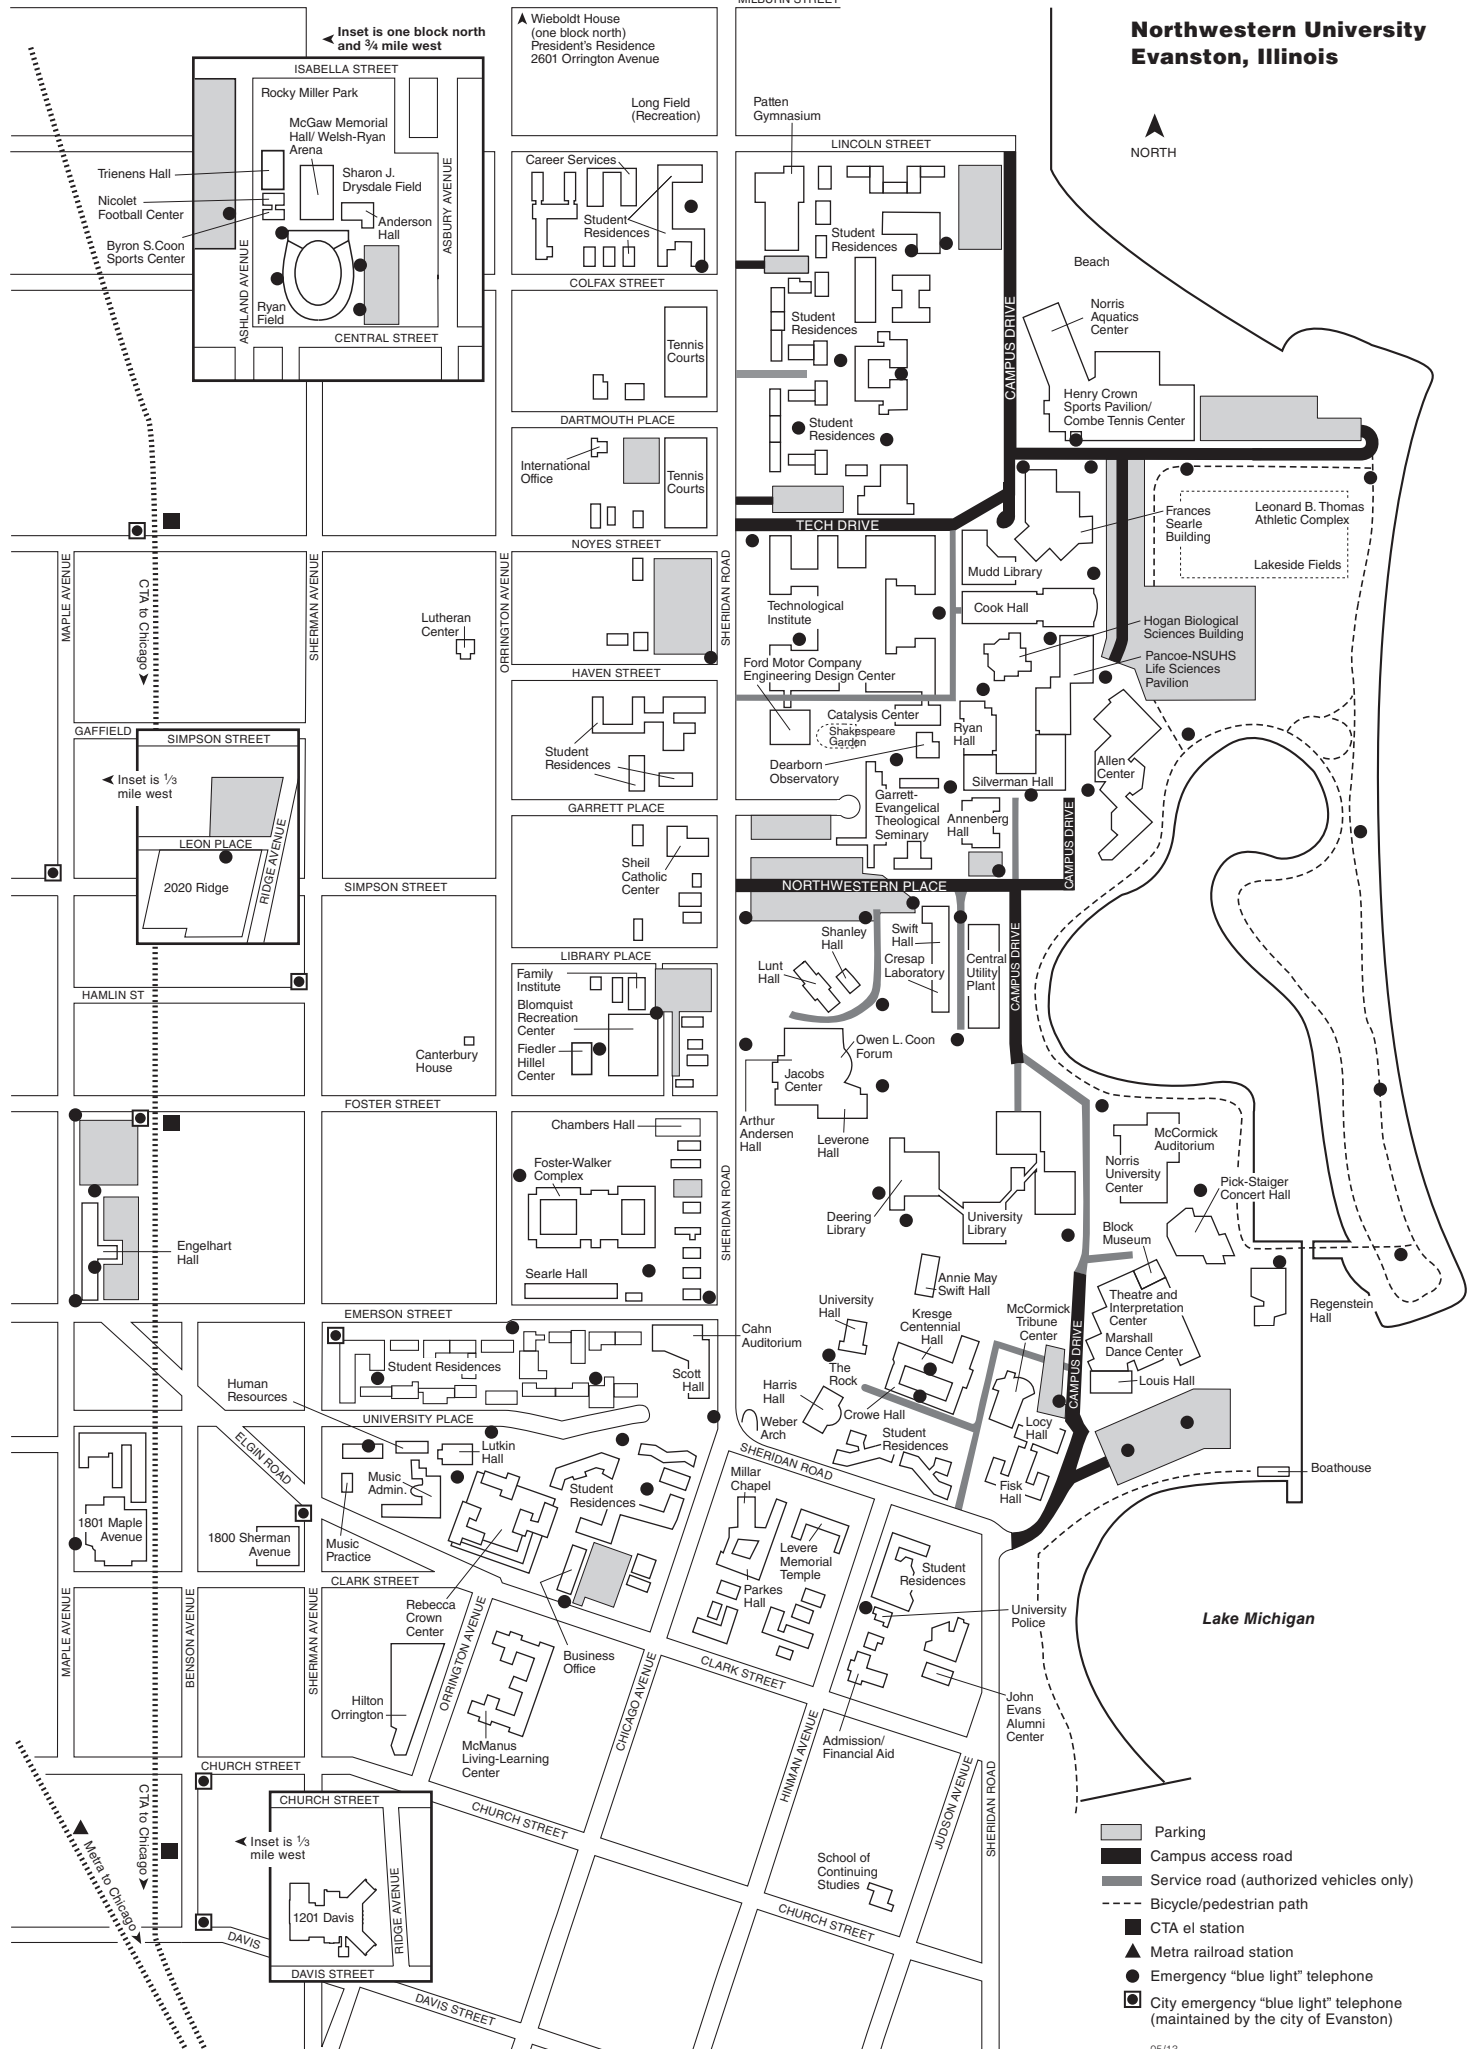 MILBURN STREET
Northwestern University
Evanston, Illinois
NORTH
Inset is one block north
and ¾ mile west
Wieboldt House
(one block north)
President's Residence
2601 Orrington Avenue
Long Field
(Recreation)
Patten
Gymnasium
LINCOLN STREET
ISABELLA STREET
Rocky Miller Park
McGaw Memorial
Hall/ Welsh-Ryan
Arena
Trienens Hall
Sharon J.
Drysdale Field
Nicolet
Football Center
Anderson
Hall
Byron S.Coon
Sports Center
ASHLAND AVENUE
ASBURY AVENUE
Ryan
Field
CENTRAL STREET
Career Services
Student
Residences
COLFAX STREET
Tennis
Courts
DARTMOUTH PLACE
International
Office
Tennis
Courts
NOYES STREET
Student
Residences
Student
Residences
Student
Residences
CAMPUS DRIVE
TECH DRIVE
Beach
Norris
Aquatics
Center
Henry Crown
Sports Pavilion/
Combe Tennis Center
Frances
Searle
Building
Leonard B. Thomas
Athletic Complex
Lakeside Fields
Mudd Library
Cook Hall
Hogan Biological
Sciences Building
Pancoe-NSUHS
Life Sciences
Pavilion
Technological
Institute
Ford Motor Company
Engineering Design Center
Catalysis Center
Shakespeare
Garden
Dearborn
Observatory
Ryan
Hall
Silverman Hall
Allen
Center
Garrett-
Evangelical
Theological
Seminary
Annenberg
Hall
CAMPUS DRIVE
NORTHWESTERN PLACE
MAPLE AVENUE
CTA to Chicago
SHERMAN AVENUE
Lutheran
Center
ORRINGTON AVENUE
SHERIDAN ROAD
HAVEN STREET
Student
Residences
GARRETT PLACE
Sheil
Catholic
Center
GAFFIELD
SIMPSON STREET
Inset is ⅓
mile west
LEON PLACE
2020 Ridge
RIDGE AVENUE
SIMPSON STREET
LIBRARY PLACE
Family
Institute
Blomquist
Recreation
Center
Fiedler
Hillel
Center
HAMLIN ST
Canterbury
House
FOSTER STREET
Shanley
Hall
Swift
Hall
Lunt
Hall
Cresap
Laboratory
Central
Utility
Plant
CAMPUS DRIVE
Owen L. Coon
Forum
Jacobs
Center
Arthur
Andersen
Hall
Leverone
Hall
Chambers Hall
Foster-Walker
Complex
SHERIDAN ROAD
Searle Hall
Engelhart
Hall
EMERSON STREET
Deering
Library
University
Library
McCormick
Auditorium
Norris
University
Center
Pick-Staiger
Concert Hall
Block
Museum
Annie May
Swift Hall
Theatre and
Interpretation
Center
Marshall
Dance Center
Regenstein
Hall
Louis Hall
University
Hall
Kresge
Centennial
Hall
McCormick
Tribune
Center
CAMPUS DRIVE
Cahn
Auditorium
Scott
Hall
Student Residences
Human
Resources
UNIVERSITY PLACE
The
Rock
Harris
Hall
Crowe Hall
Weber
Arch
Student
Residences
Locy
Hall
Fisk
Hall
Boathouse
SHERIDAN ROAD
ELGIN ROAD
Lutkin
Hall
Music
Admin.
Student
Residences
Millar
Chapel
Levere
Memorial
Temple
Parkes
Hall
Student
Residences
1801 Maple
Avenue
1800 Sherman
Avenue
Music
Practice
CLARK STREET
Rebecca
Crown
Center
Business
Office
University
Police
Lake Michigan
MAPLE AVENUE
BENSON AVENUE
SHERMAN AVENUE
ORRINGTON AVENUE
CHICAGO AVENUE
CLARK STREET
HINMAN AVENUE
JUDSON AVENUE
SHERIDAN ROAD
Hilton
Orrington
McManus
Living-Learning
Center
Admission/
Financial Aid
John
Evans
Alumni
Center
CHURCH STREET
CHURCH STREET
CHURCH STREET
Inset is ⅓
mile west
1201 Davis
RIDGE AVENUE
DAVIS STREET
DAVIS
DAVIS STREET
CTA to Chicago
Metra to Chicago
School of
Continuing
Studies
CHURCH STREET
Parking
Campus access road
Service road (authorized vehicles only)
Bicycle/pedestrian path
CTA el station
Metra railroad station
Emergency “blue light” telephone
City emergency “blue light” telephone
(maintained by the city of Evanston)
05/13